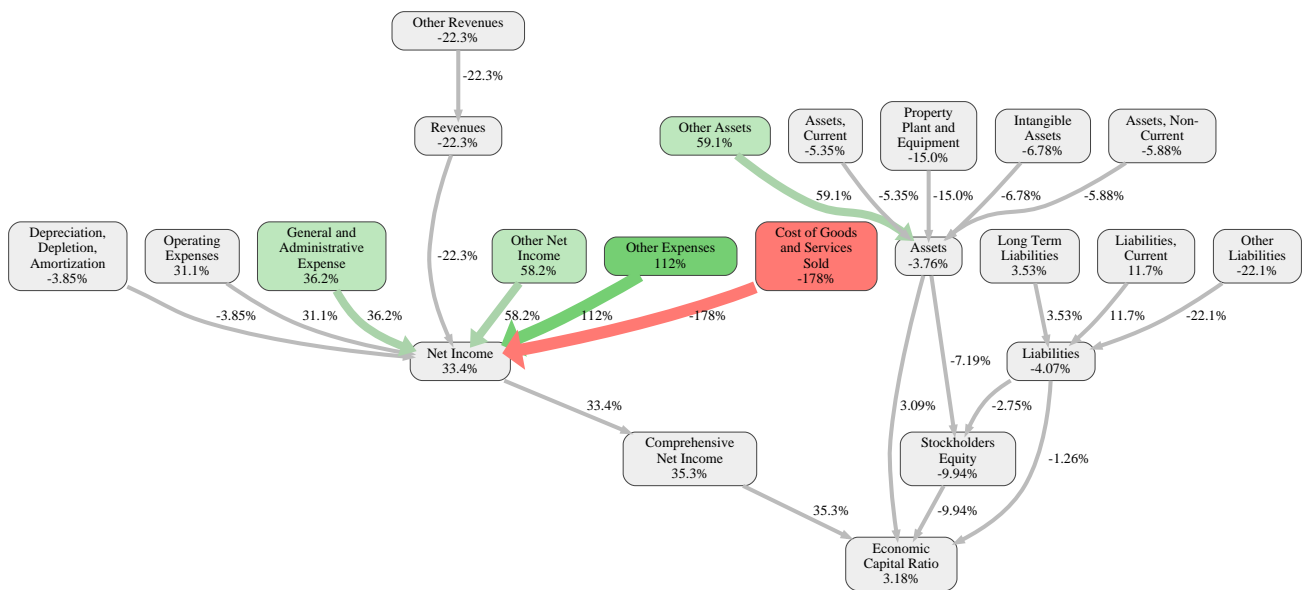 Other Revenues
-22.3%
-22.3%
Revenues
-22.3%
Other Assets
59.1%
Assets,
Current
-5.35%
Property
Plant and
Equipment
-15.0%
Intangible
Assets
-6.78%
Assets, Non-
Current
-5.88%
59.1%
-5.35%
-15.0%
-6.78%
-5.88%
Depreciation,
Depletion,
Amortization
-3.85%
Operating
Expenses
31.1%
General and
Administrative
Expense
36.2%
-22.3%
Other Net
Income
58.2%
Other Expenses
112%
Cost of Goods
and Services
Sold
-178%
Assets
-3.76%
Long Term
Liabilities
3.53%
Liabilities,
Current
11.7%
Other
Liabilities
-22.1%
-3.85%
31.1%
36.2%
58.2%
112%
-178%
3.53%
11.7%
-22.1%
Net Income
33.4%
-7.19%
Liabilities
-4.07%
33.4%
3.09%
-2.75%
Comprehensive
Net Income
35.3%
Stockholders
Equity
-9.94%
-1.26%
35.3%
-9.94%
Economic
Capital Ratio
3.18%